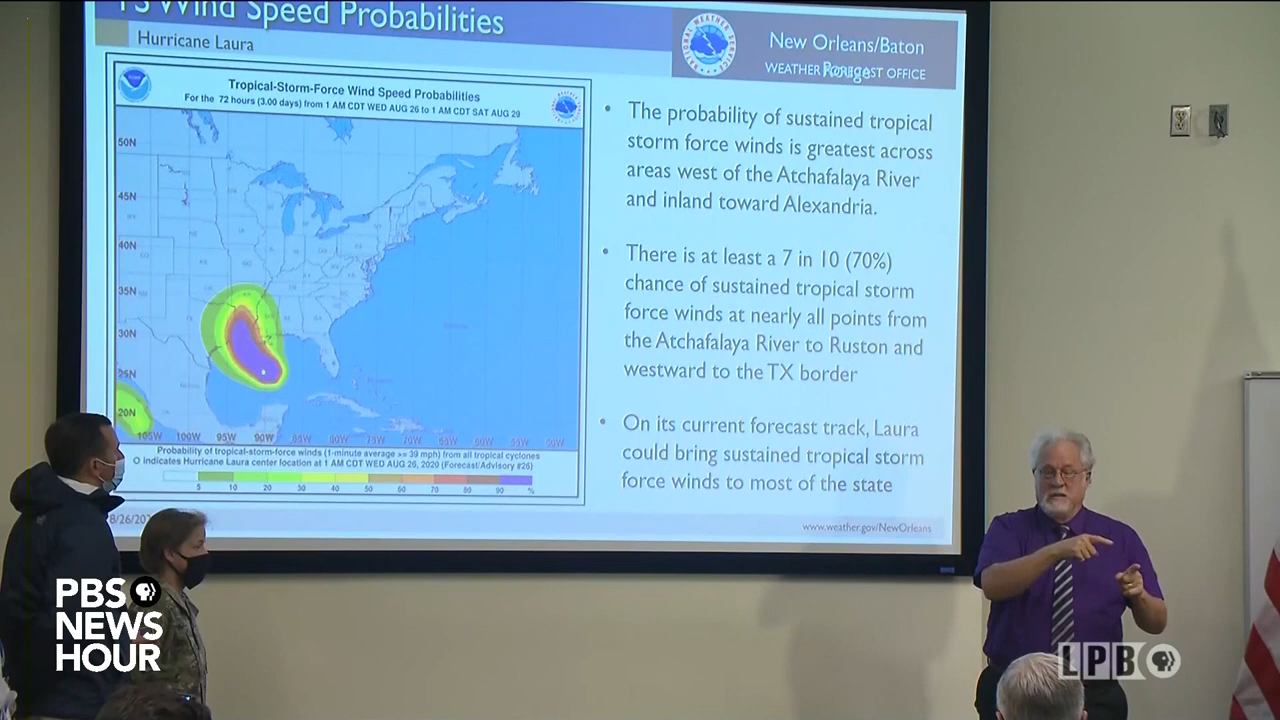 TS Wind Speed Probabilities
Hurricane Laura
New Orleans/Baton
Rouge
WEATHER FORECAST OFFICE
NATIONAL WEATHER SERVICE
Tropical-Storm-Force Wind Speed Probabilities
For the 72 hours (3.00 days) from 1 AM CDT WED AUG 26 to 1 AM CDT SAT AUG 29
50N
45N
40N
35N
30N
25N
20N
105W 100W 95W 90W 85W 80W 75W 70W 65W 60W 55W 50W
Probability of tropical-storm-force winds (1-minute average >= 39 mph) from all tropical cyclones
O indicates Hurricane Laura center location at 1 AM CDT WED AUG 26, 2020 (Forecast/Advisory #26)
5 10 20 30 40 50 60 70 80 90 %
• The probability of sustained tropical
storm force winds is greatest across
areas west of the Atchafalaya River
and inland toward Alexandria.
• There is at least a 7 in 10 (70%)
chance of sustained tropical storm
force winds at nearly all points from
the Atchafalaya River to Ruston and
westward to the TX border
• On its current forecast track, Laura
could bring sustained tropical storm
force winds to most of the state
8/26/20
www.weather.gov/NewOrleans
PBS
NEWS
HOUR
LPB